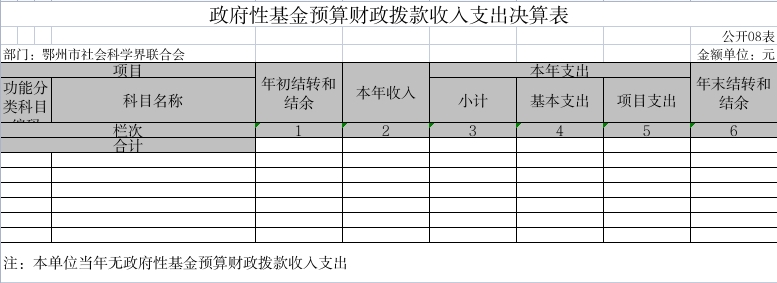 政府性基金预算财政拨款收入支出决算表
公开08表
部门：鄂州市社会科学界联合会 金额单位：元
项目 年初结转和结余 本年收入 本年支出 年末结转和结余
功能分类科目编码 科目名称 小计 基本支出 项目支出
栏次 1 2 3 4 5 6
合计
注：本单位当年无政府性基金预算财政拨款收入支出